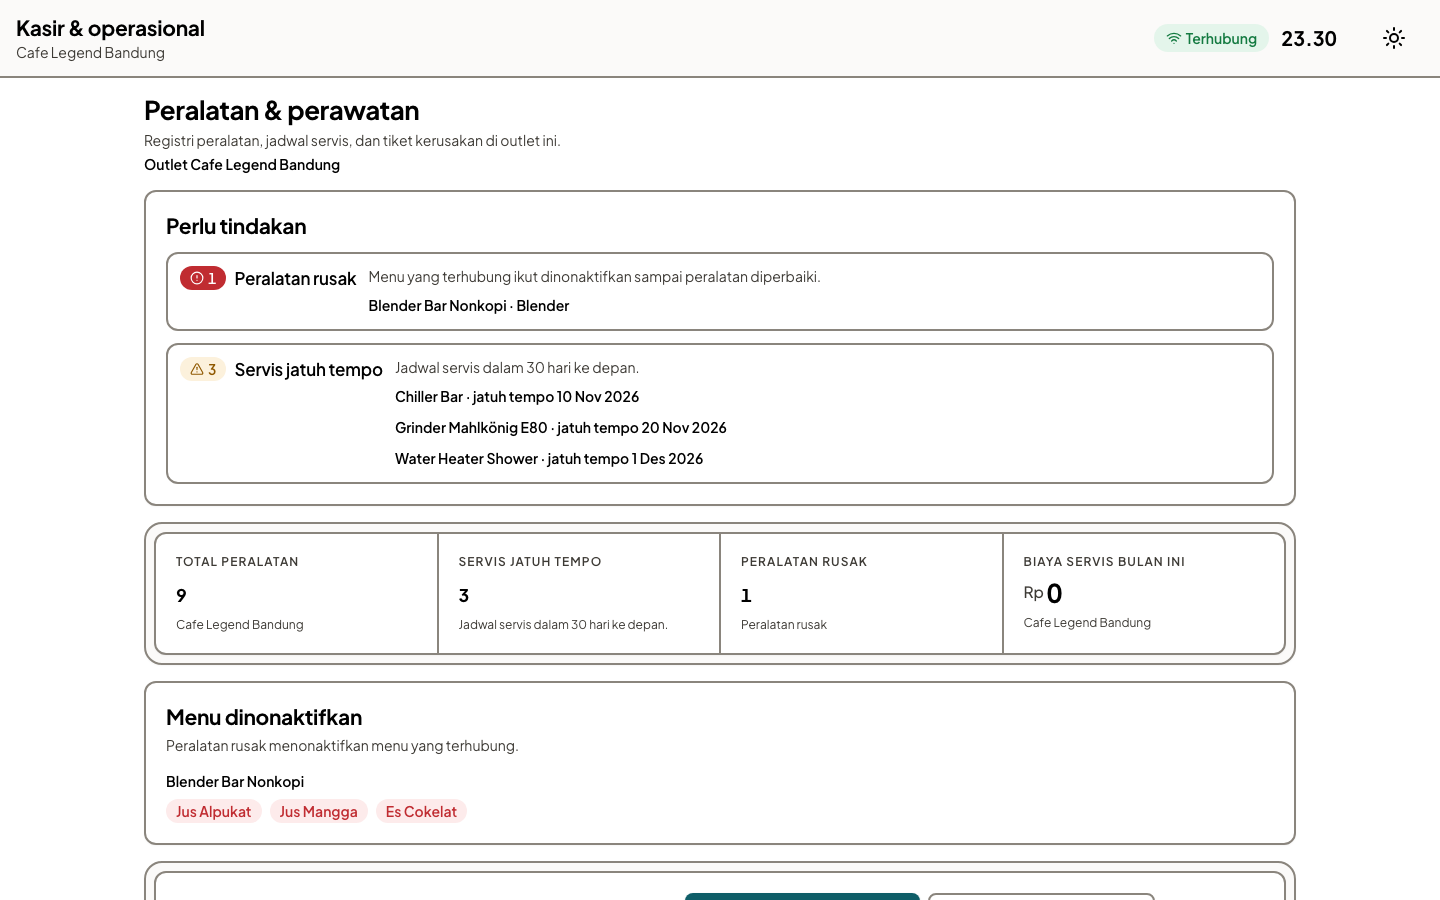 Kasir & operasional
Cafe Legend Bandung
Terhubung
23.30
Peralatan & perawatan
Registri peralatan, jadwal servis, dan tiket kerusakan di outlet ini.
Outlet Cafe Legend Bandung
Perlu tindakan
1 Peralatan rusak
Menu yang terhubung ikut dinonaktifkan sampai peralatan diperbaiki.
Blender Bar Nonkopi · Blender
3 Servis jatuh tempo
Jadwal servis dalam 30 hari ke depan.
Chiller Bar · jatuh tempo 10 Nov 2026
Grinder Mahlkönig E80 · jatuh tempo 20 Nov 2026
Water Heater Shower · jatuh tempo 1 Des 2026
TOTAL PERALATAN
9
Cafe Legend Bandung
SERVIS JATUH TEMPO
3
Jadwal servis dalam 30 hari ke depan.
PERALATAN RUSAK
1
Peralatan rusak
BIAYA SERVIS BULAN INI
Rp 0
Cafe Legend Bandung
Menu dinonaktifkan
Peralatan rusak menonaktifkan menu yang terhubung.
Blender Bar Nonkopi
Jus Alpukat
Jus Mangga
Es Cokelat